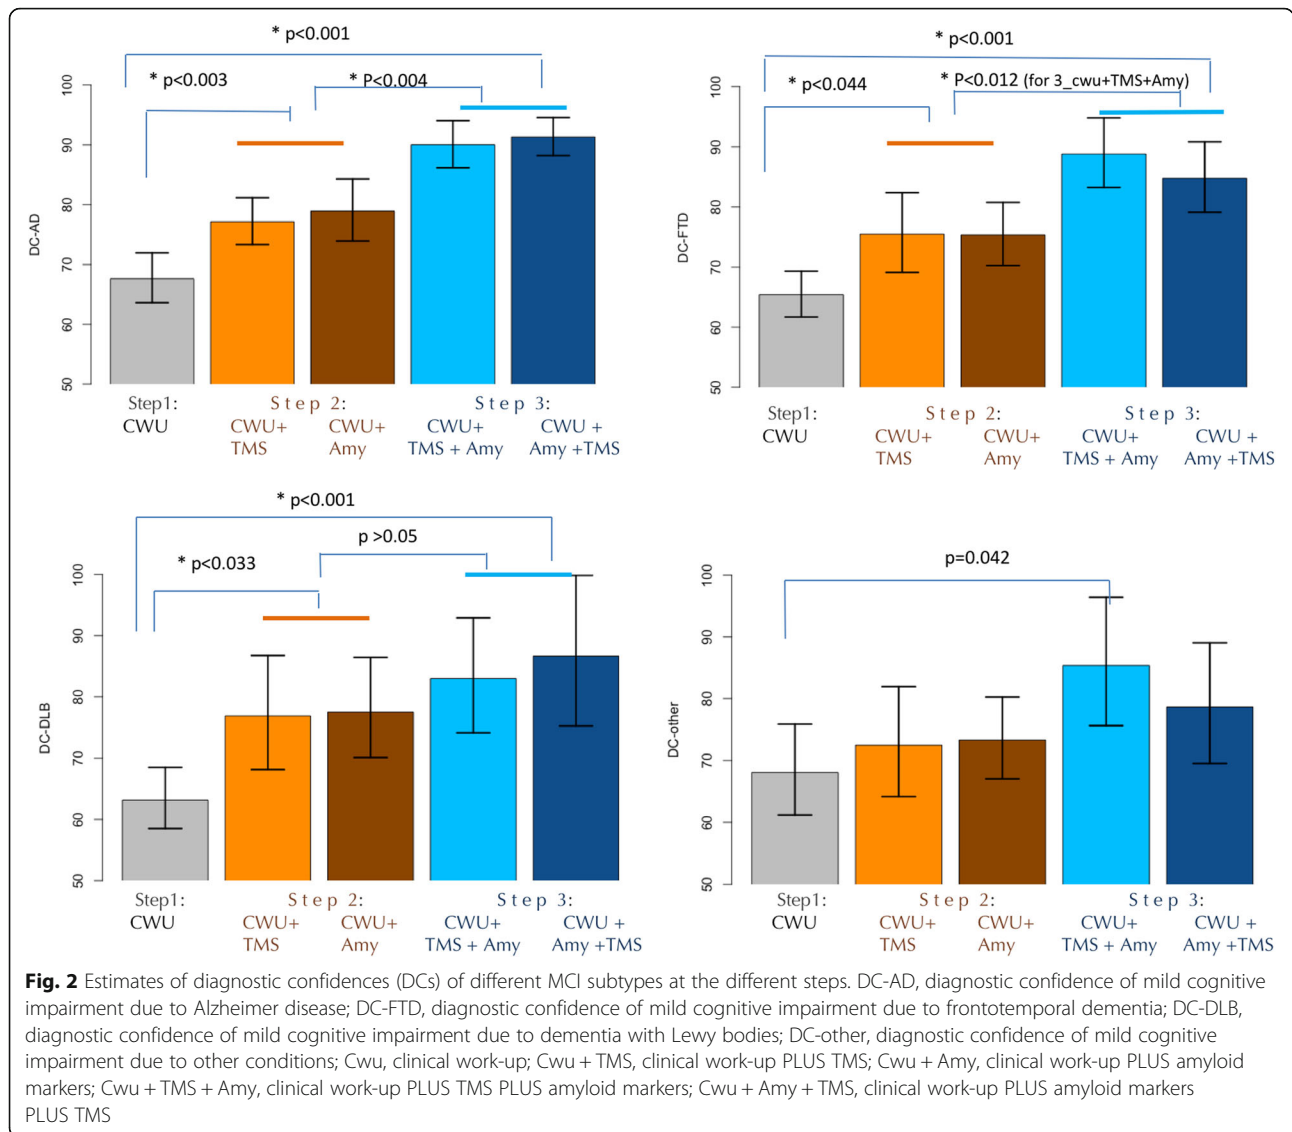 * p<0.001
* p<0.003
* P<0.004
100
90
80
70
60
50
DC-AD
Step1:
CWU
Step 2:
CWU+
TMS
CWU+
Amy
Step 3:
CWU+
TMS + Amy
CWU +
Amy +TMS
* p<0.001
* p<0.044
* P<0.012 (for 3_cwu+TMS+Amy)
100
90
80
70
60
50
DC-FTD
Step1:
CWU
Step 2:
CWU+
TMS
CWU+
Amy
Step 3:
CWU+
TMS + Amy
CWU +
Amy +TMS
* p<0.001
p >0.05
* p<0.033
100
90
80
70
60
50
DC-DLB
Step1:
CWU
Step 2:
CWU+
TMS
CWU+
Amy
Step 3:
CWU+
TMS + Amy
CWU +
Amy +TMS
p=0.042
100
90
80
70
60
50
DC-other
Step1:
CWU
Step 2:
CWU+
TMS
CWU+
Amy
Step 3:
CWU+
TMS + Amy
CWU +
Amy +TMS
Fig. 2 Estimates of diagnostic confidences (DCs) of different MCI subtypes at the different steps. DC-AD, diagnostic confidence of mild cognitive
impairment due to Alzheimer disease; DC-FTD, diagnostic confidence of mild cognitive impairment due to frontotemporal dementia; DC-DLB,
diagnostic confidence of mild cognitive impairment due to dementia with Lewy bodies; DC-other, diagnostic confidence of mild cognitive
impairment due to other conditions; Cwu, clinical work-up; Cwu + TMS, clinical work-up PLUS TMS; Cwu + Amy, clinical work-up PLUS amyloid
markers; Cwu + TMS + Amy, clinical work-up PLUS TMS PLUS amyloid markers; Cwu + Amy + TMS, clinical work-up PLUS amyloid markers
PLUS TMS